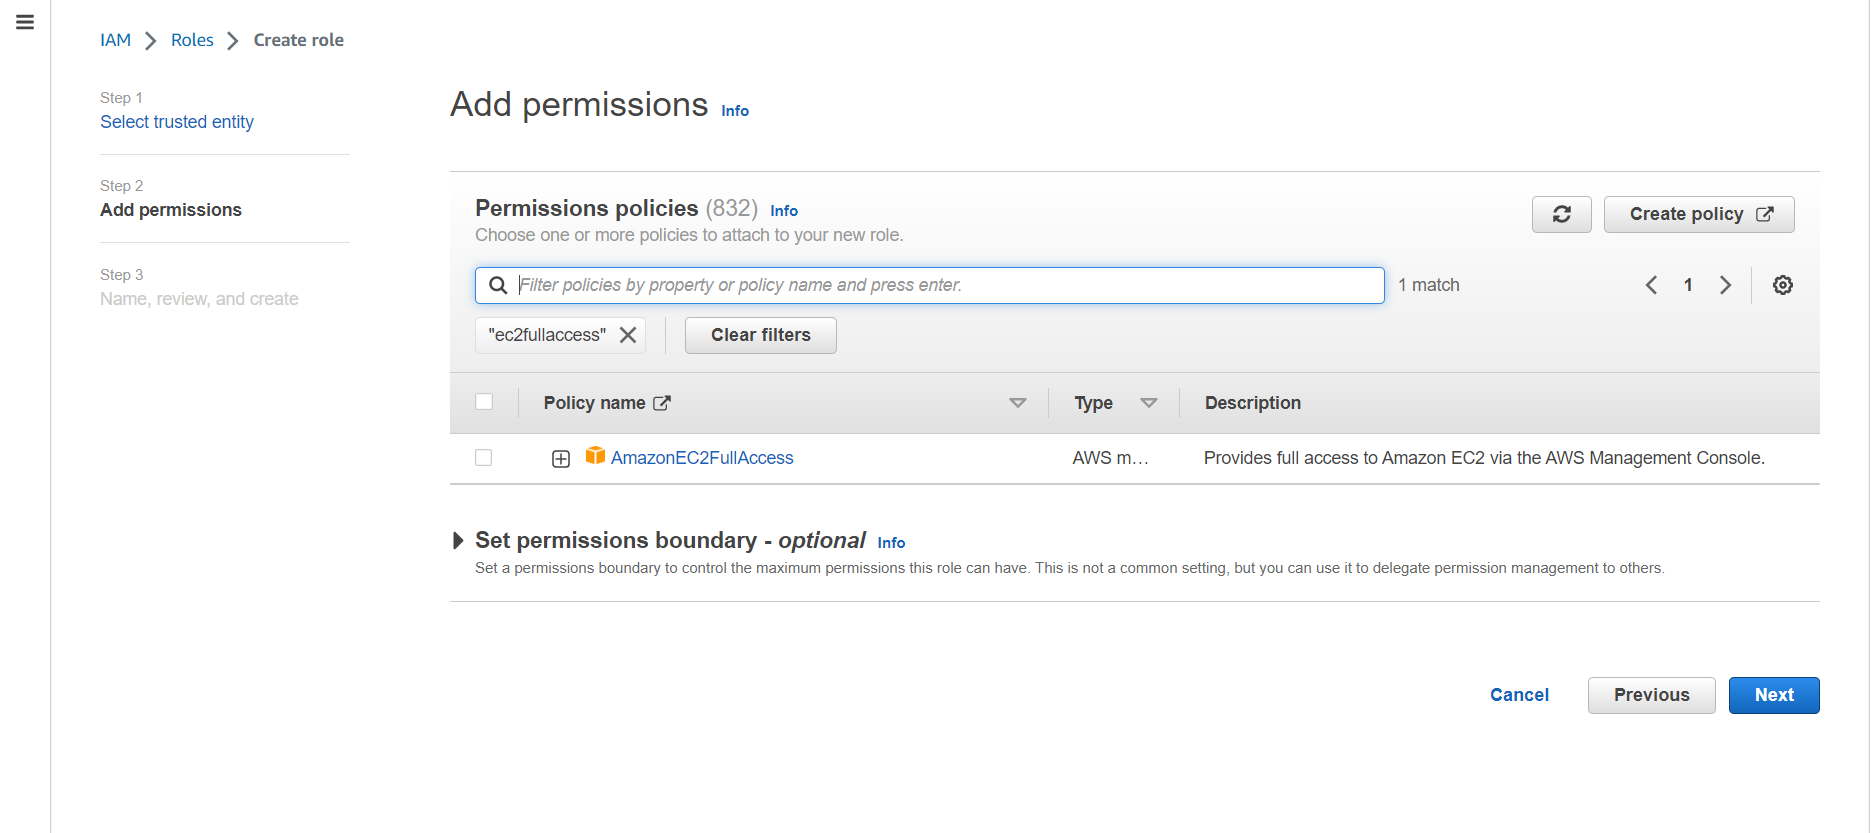 IAM > Roles > Create role
Step 1
Select trusted entity
Step 2
Add permissions
Step 3
Name, review, and create
Add permissions Info
Permissions policies (832) Info
Choose one or more policies to attach to your new role.
Create policy
Filter policies by property or policy name and press enter.
1 match
1
"ec2fullaccess"
Clear filters
Policy name Type Description
AmazonEC2FullAccess AWS m… Provides full access to Amazon EC2 via the AWS Management Console.
Set permissions boundary - optional Info
Set a permissions boundary to control the maximum permissions this role can have. This is not a common setting, but you can use it to delegate permission management to others.
Cancel Previous Next